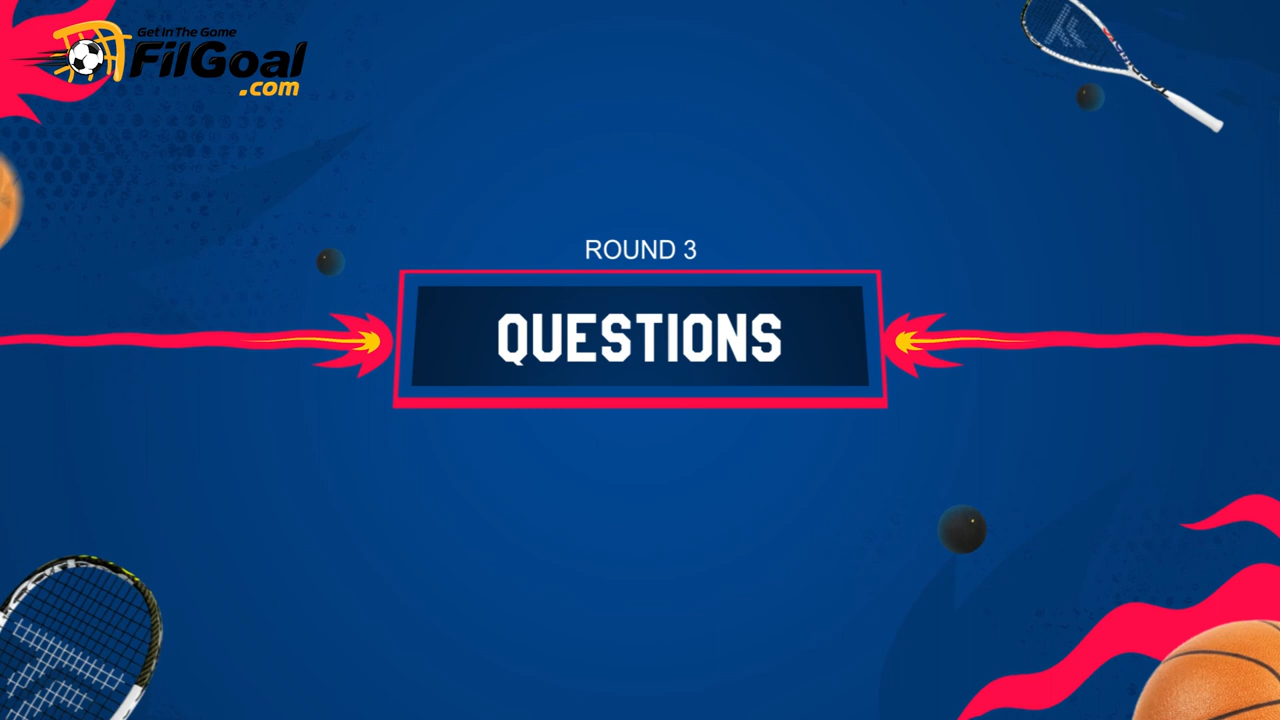 Get In The Game
FilGoal
.com
ROUND 3
QUESTIONS